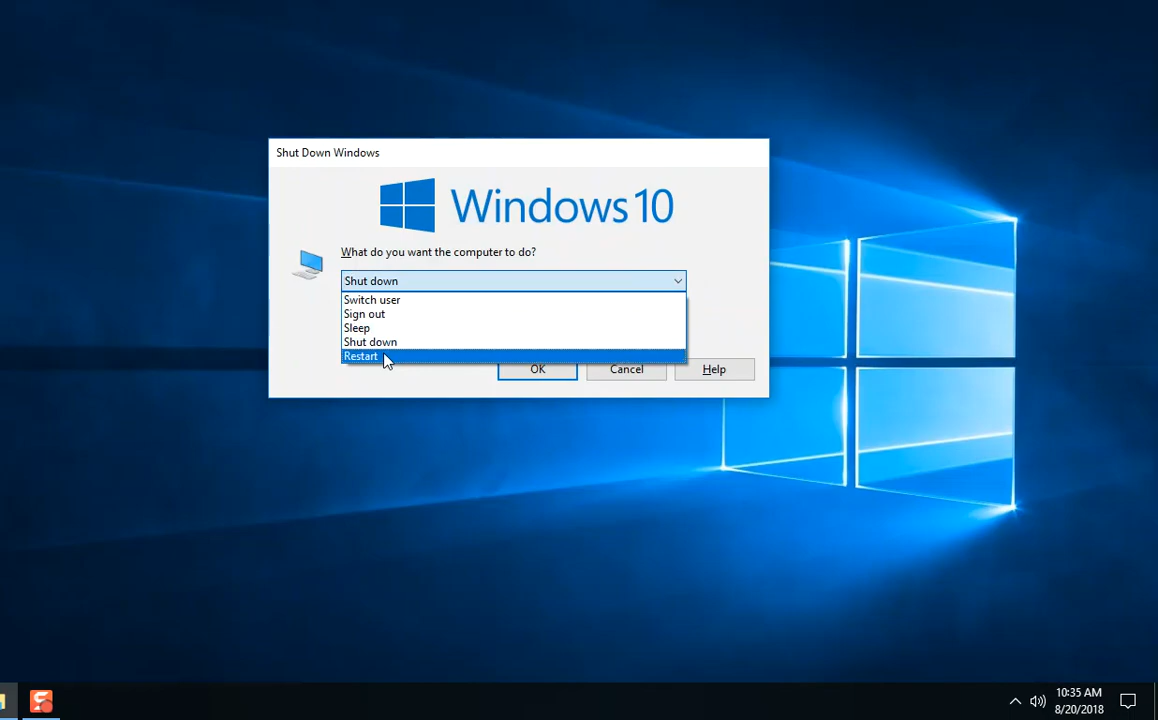 Shut Down Windows
Windows 10
What do you want the computer to do?
Shut down
Switch user
Sign out
Sleep
Shut down
Restart
OK Cancel Help
10:35 AM
8/20/2018